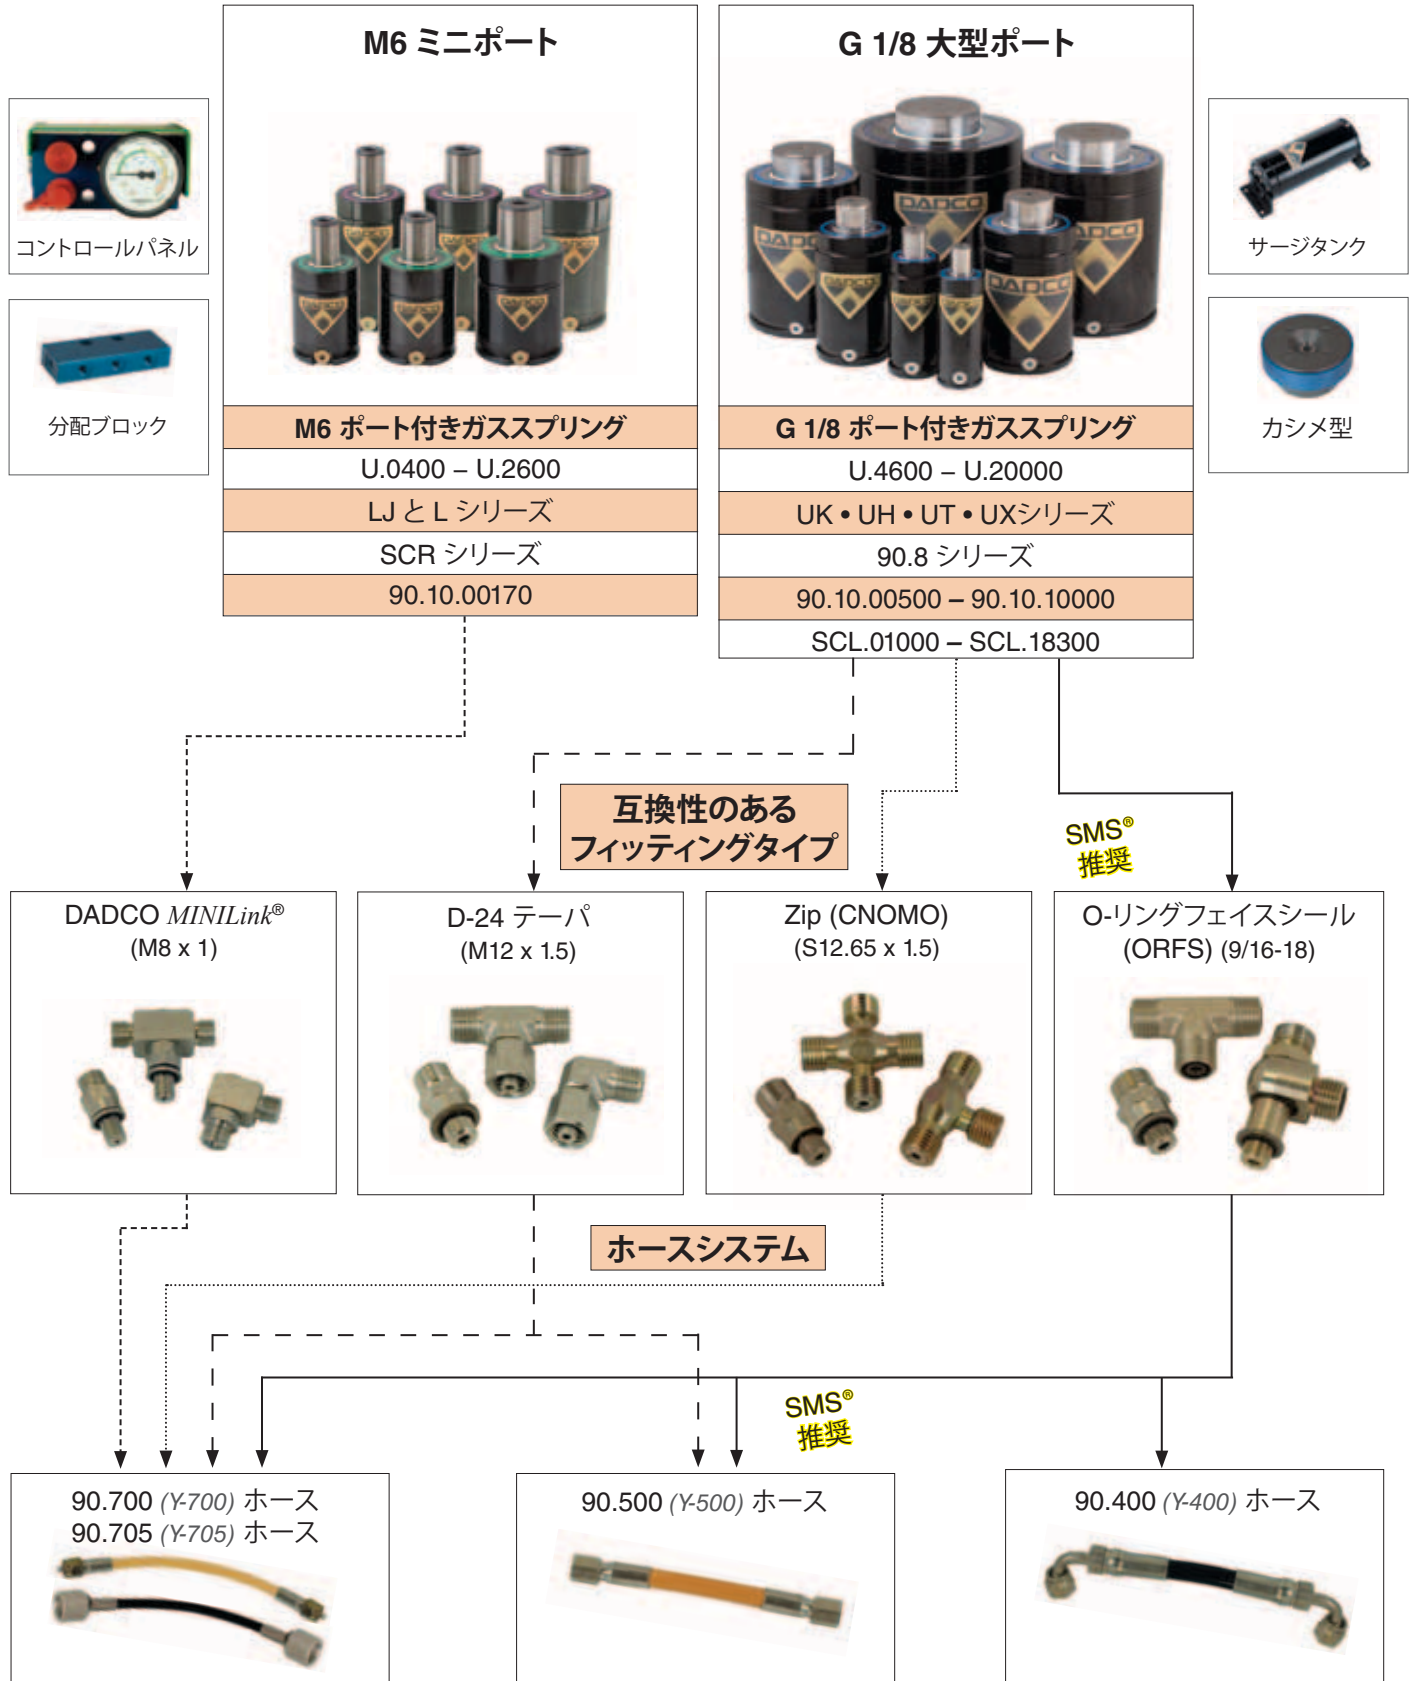 M6 ミニポート
G 1/8 大型ポート
コントロールパネル
分配ブロック
サージタンク
カシメ型
DADCO
DADCO
DADCO
DADCO
M6 ポート付きガススプリング
U.0400 – U.2600
LJ と L シリーズ
SCR シリーズ
90.10.00170
G 1/8 ポート付きガススプリング
U.4600 – U.20000
UK • UH • UT • UXシリーズ
90.8 シリーズ
90.10.00500 – 90.10.10000
SCL.01000 – SCL.18300
互換性のある
フィッティングタイプ
SMS®
推奨
DADCO MINILink®
(M8 x 1)
D-24 テーパ
(M12 x 1.5)
Zip (CNOMO)
(S12.65 x 1.5)
O-リングフェイスシール
(ORFS) (9/16-18)
ホースシステム
SMS®
推奨
90.700 (Y-700) ホース
90.705 (Y-705) ホース
90.500 (Y-500) ホース
90.400 (Y-400) ホース